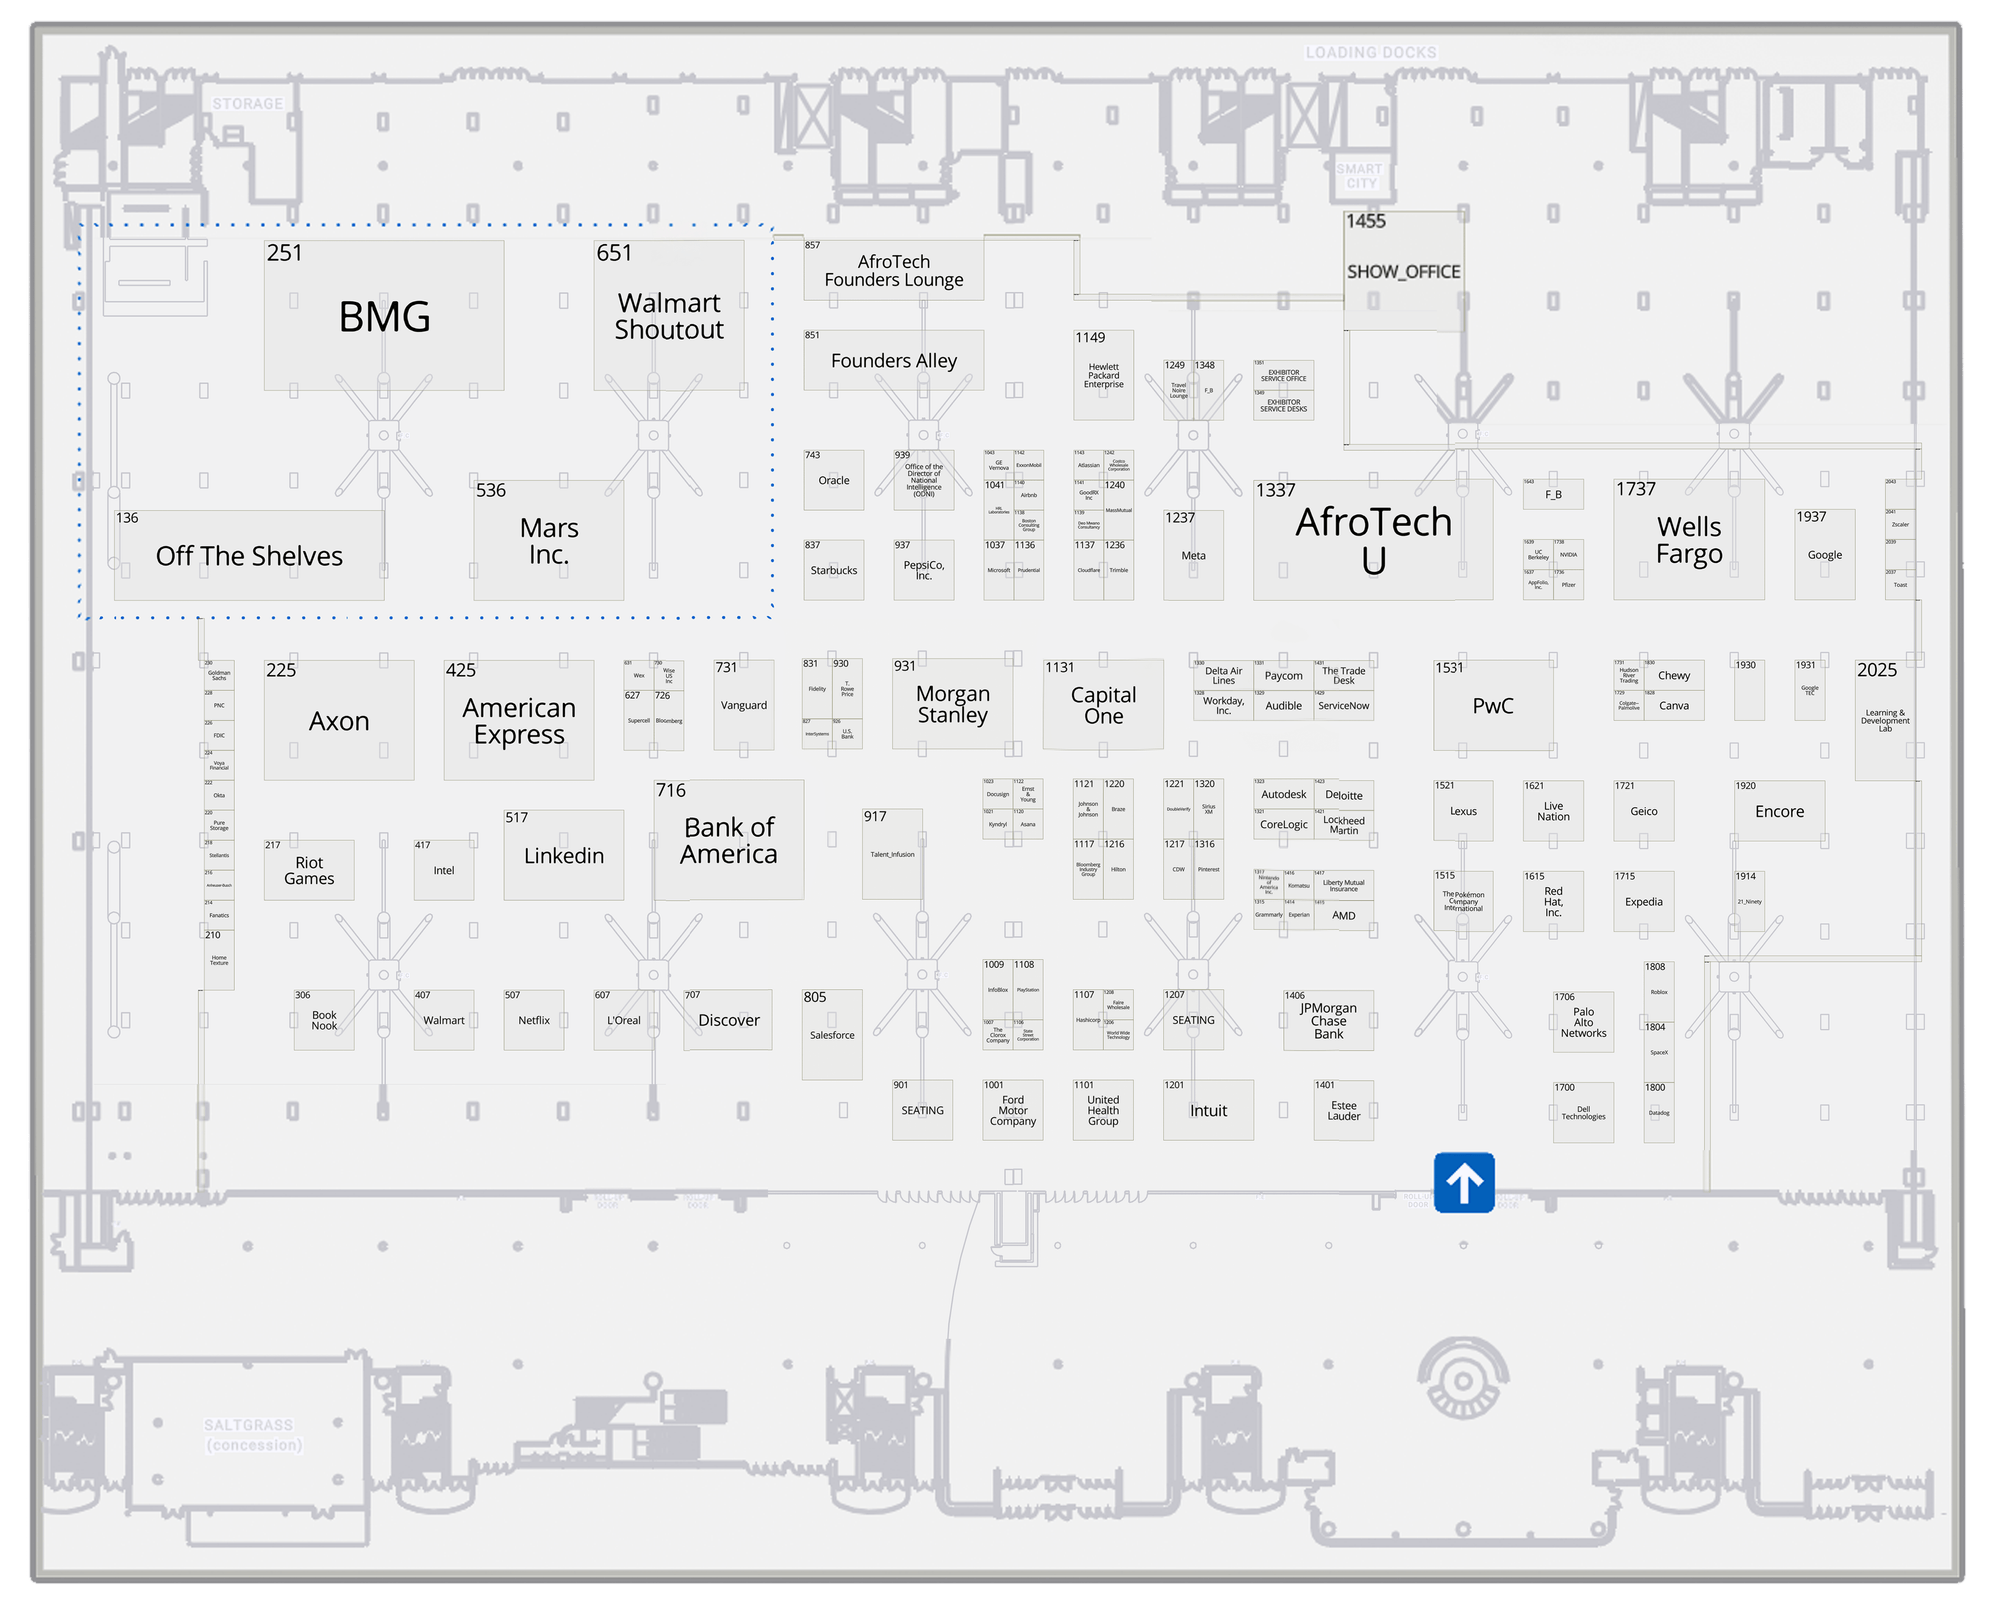 LOADING DOCKS
STORAGE
SMART
CITY
1455
SHOW_OFFICE
251
BMG
651
Walmart
Shoutout
857
AfroTech
Founders Lounge
851
Founders Alley
1149
Hewlett
Packard
Enterprise
1249
Travel
Noire
Lounge
1348
F_B
1351
EXHIBITOR
SERVICE OFFICE
1349
EXHIBITOR
SERVICE DESKS
136
Off The Shelves
536
Mars
Inc.
743
Oracle
939
Office of the
Director of
National
Intelligence
(ODNI)
1043
GE
Vernova
1142
ExxonMobil
1041
HRL
Laboratories
1140
Airbnb
1138
Boston
Consulting
Group
1143
Atlassian
1242
Costco
Wholesale
Corporation
1141
GoodRX
Inc
1240
MassMutual
1139
Consultancy
837
Starbucks
937
PepsiCo,
Inc.
1037
Microsoft
1136
Prudential
1137
Cloudflare
1236
Trimble
1237
Meta
1337
AfroTech
U
1643
F_B
1639
UC
Berkeley
1738
NVIDIA
1637
AppFolio,
Inc.
1736
Pfizer
1737
Wells
Fargo
1937
Google
2043
2041
Zscaler
2039
2037
Toast
230
Goldman
Sachs
228
PNC
226
FDIC
224
Voya
Financial
222
Okta
220
Pure
Storage
218
Stellantis
216
Anheuser-Busch
214
Fanatics
210
Home
Texture
225
Axon
425
American
Express
631
Wex
730
Wise
US
Inc
627
Supercell
726
Bloomberg
731
Vanguard
831
Fidelity
930
T.
Rowe
Price
827
InterSystems
926
U.S.
Bank
931
Morgan
Stanley
1131
Capital
One
1330
Delta Air
Lines
1331
Paycom
1431
The Trade
Desk
1328
Workday,
Inc.
1329
Audible
1429
ServiceNow
1531
PwC
1731
Hudson
River
Trading
1830
Chewy
1729
Colgate-
Palmolive
1828
Canva
1930
1931
Google
TEC
2025
Learning &
Development
Lab
716
Bank of
America
517
Linkedin
217
Riot
Games
417
Intel
917
Talent_Infusion
1023
Docusign
1122
Ernst
&
Young
1021
Kyndryl
1120
Asana
1121
Johnson
&
Johnson
1220
Braze
1117
Bloomberg
Industry
Group
1216
Hilton
1221
DoubleVerify
1320
Sirius
XM
1217
CDW
1316
Pinterest
1323
Autodesk
1423
Deloitte
1321
CoreLogic
1421
Lockheed
Martin
1317
Nintendo
of
America
Inc.
1416
Komatsu
1417
Liberty Mutual
Insurance
1315
Grammarly
1414
Experian
1415
AMD
1521
Lexus
1621
Live
Nation
1721
Geico
1920
Encore
1515
The Pokémon
Company
International
1615
Red
Hat,
Inc.
1715
Expedia
1914
21_Ninety
306
Book
Nook
407
Walmart
507
Netflix
607
L'Oreal
707
Discover
805
Salesforce
1009
InfoBlox
1108
PlayStation
1007
The
Clorox
Company
1106
State
Street
Corporation
1107
Hashicorp
1208
Faire
Wholesale
1206
World Wide
Technology
1207
SEATING
1406
JPMorgan
Chase
Bank
1706
Palo
Alto
Networks
1808
Roblox
1804
SpaceX
1800
Datadog
901
SEATING
1001
Ford
Motor
Company
1101
United
Health
Group
1201
Intuit
1401
Estee
Lauder
1700
Dell
Technologies
SALTGRASS
(concession)